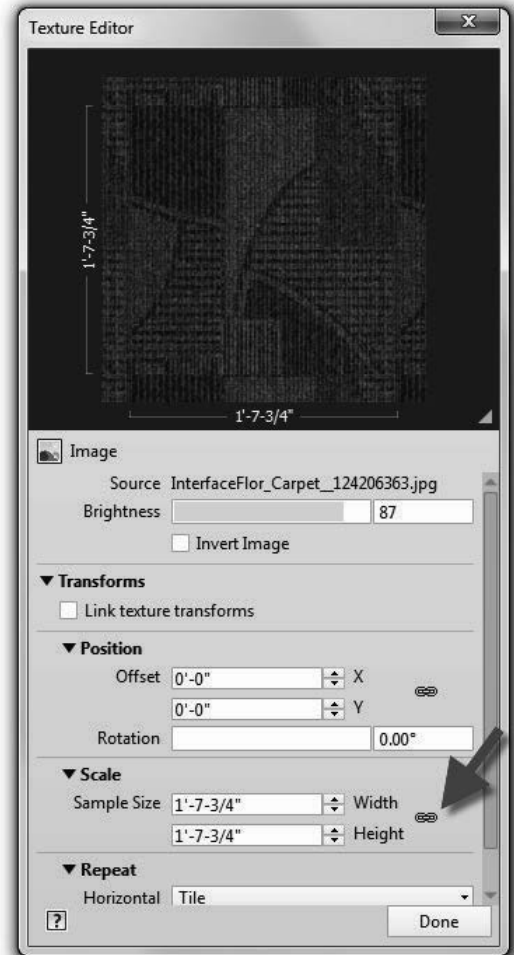 Texture Editor
x
1'-7-3/4"
1'-7-3/4"
Image
Source InterfaceFlor_Carpet__124206363.jpg
Brightness 87
Invert Image
Transforms
Link texture transforms
Position
Offset 0'-0" X
0'-0" Y
Rotation 0.00°
Scale
Sample Size 1'-7-3/4" Width
1'-7-3/4" Height
Repeat
Horizontal Tile
? Done